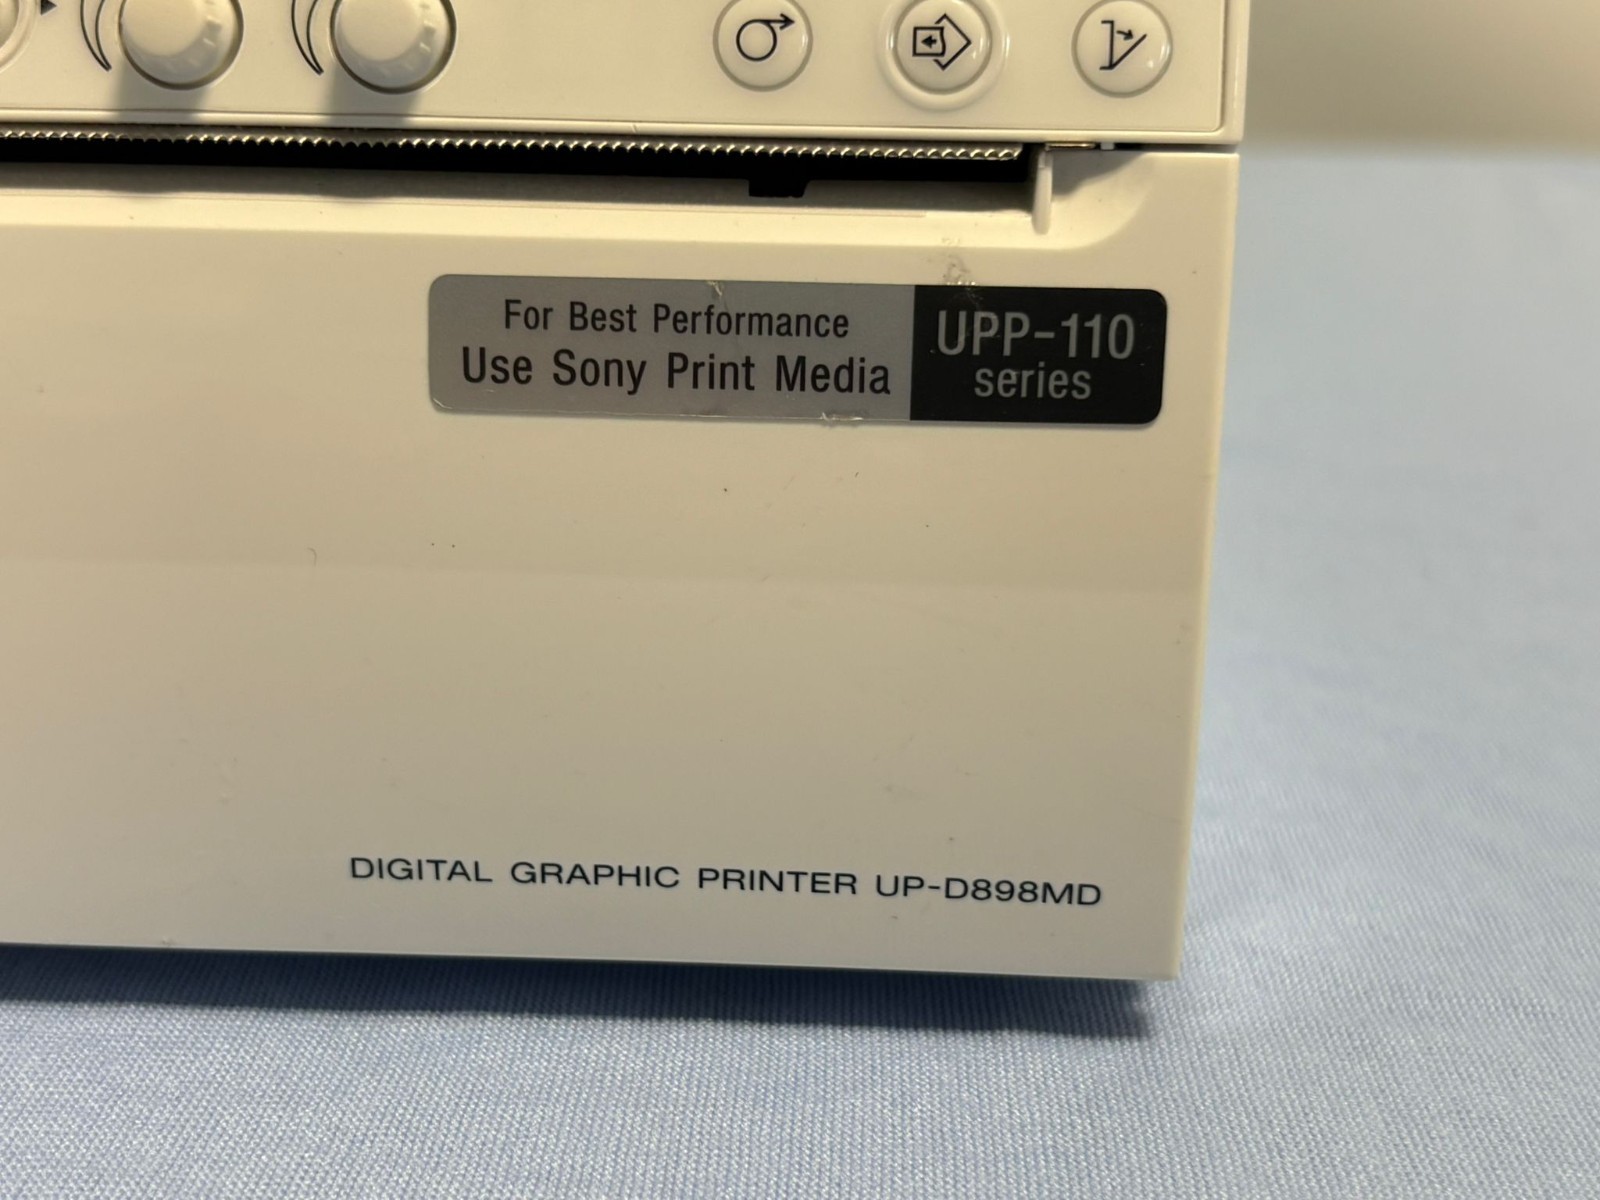 For Best Performance
Use Sony Print Media
UPP-110
series
DIGITAL GRAPHIC PRINTER UP-D898MD